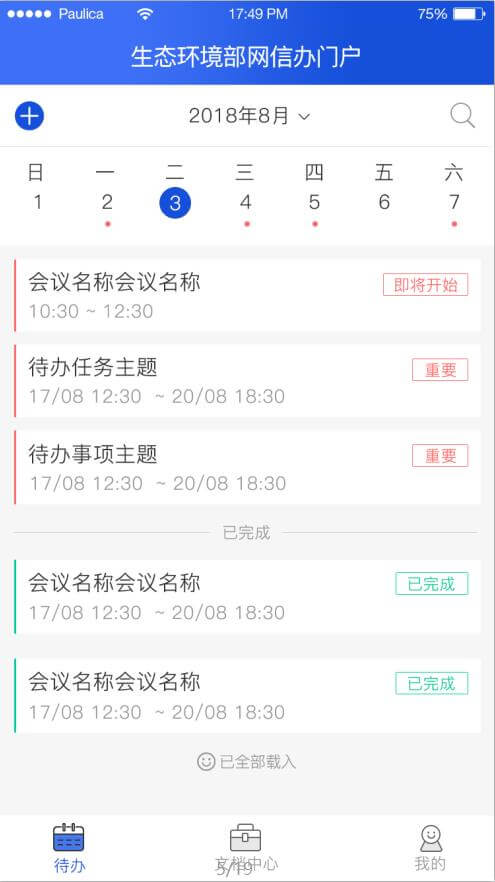 Paulica 17:49 PM 75%
生态环境部网信办门户
2018年8月
日 一 二 三 四 五 六
1 2 3 4 5 6 7
会议名称会议名称 即将开始
10:30 ~ 12:30
待办任务主题 重要
17/08 12:30 ~ 20/08 18:30
待办事项主题 重要
17/08 12:30 ~ 20/08 18:30
已完成
会议名称会议名称 已完成
17/08 12:30 ~ 20/08 18:30
会议名称会议名称 已完成
17/08 12:30 ~ 20/08 18:30
已全部载入
待办 文档中心 我的
5/19